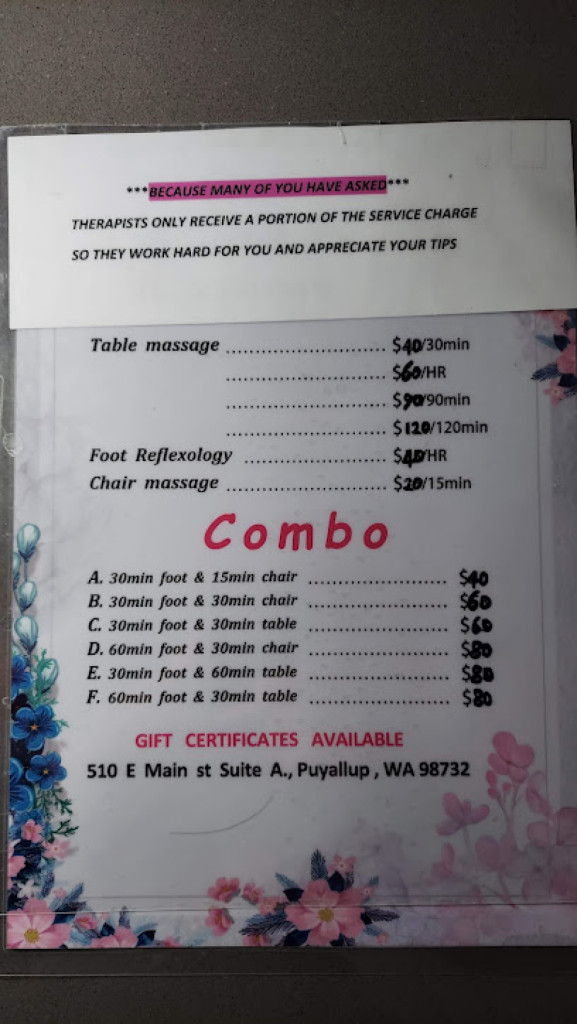 ***BECAUSE MANY OF YOU HAVE ASKED***
THERAPISTS ONLY RECEIVE A PORTION OF THE SERVICE CHARGE
SO THEY WORK HARD FOR YOU AND APPRECIATE YOUR TIPS
Table massage ............................ $40/30min
............................ $60/HR
............................ $90/90min
............................ $120/120min
Foot Reflexology .................... $40/HR
Chair massage ............................ $20/15min
Combo
A. 30min foot & 15min chair ........................ $40
B. 30min foot & 30min chair ........................ $60
C. 30min foot & 30min table ........................ $60
D. 60min foot & 30min chair ........................ $80
E. 30min foot & 60min table ........................ $80
F. 60min foot & 30min table ........................ $80
GIFT CERTIFICATES AVAILABLE
510 E Main st Suite A., Puyallup , WA 98732